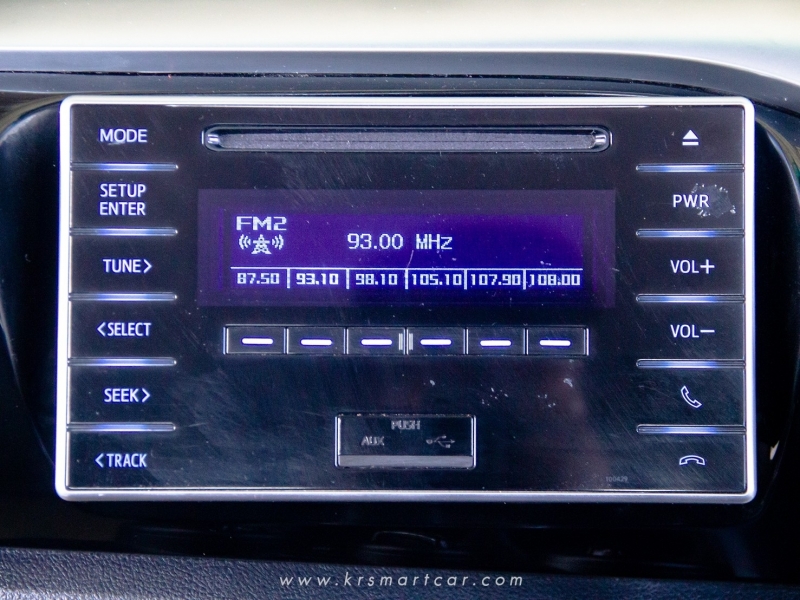 MODE
SETUP
ENTER
TUNE>
<SELECT
SEEK>
<TRACK
FM2
93.00 MHz
87.50 93.10 98.10 105.10 107.90 108.00
PUSH
AUX
PWR
VOL+
VOL−
www.krsmartcar.com